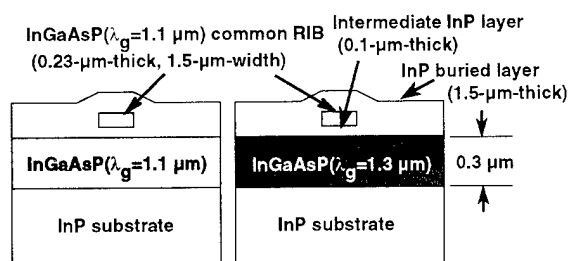 InGaAsP(λg=1.1 μm) common RIB
(0.23-μm-thick, 1.5-μm-width)
Intermediate InP layer
(0.1-μm-thick)
InP buried layer
(1.5-μm-thick)
InGaAsP(λg=1.1 μm)
InGaAsP(λg=1.3 μm)
0.3 μm
InP substrate
InP substrate